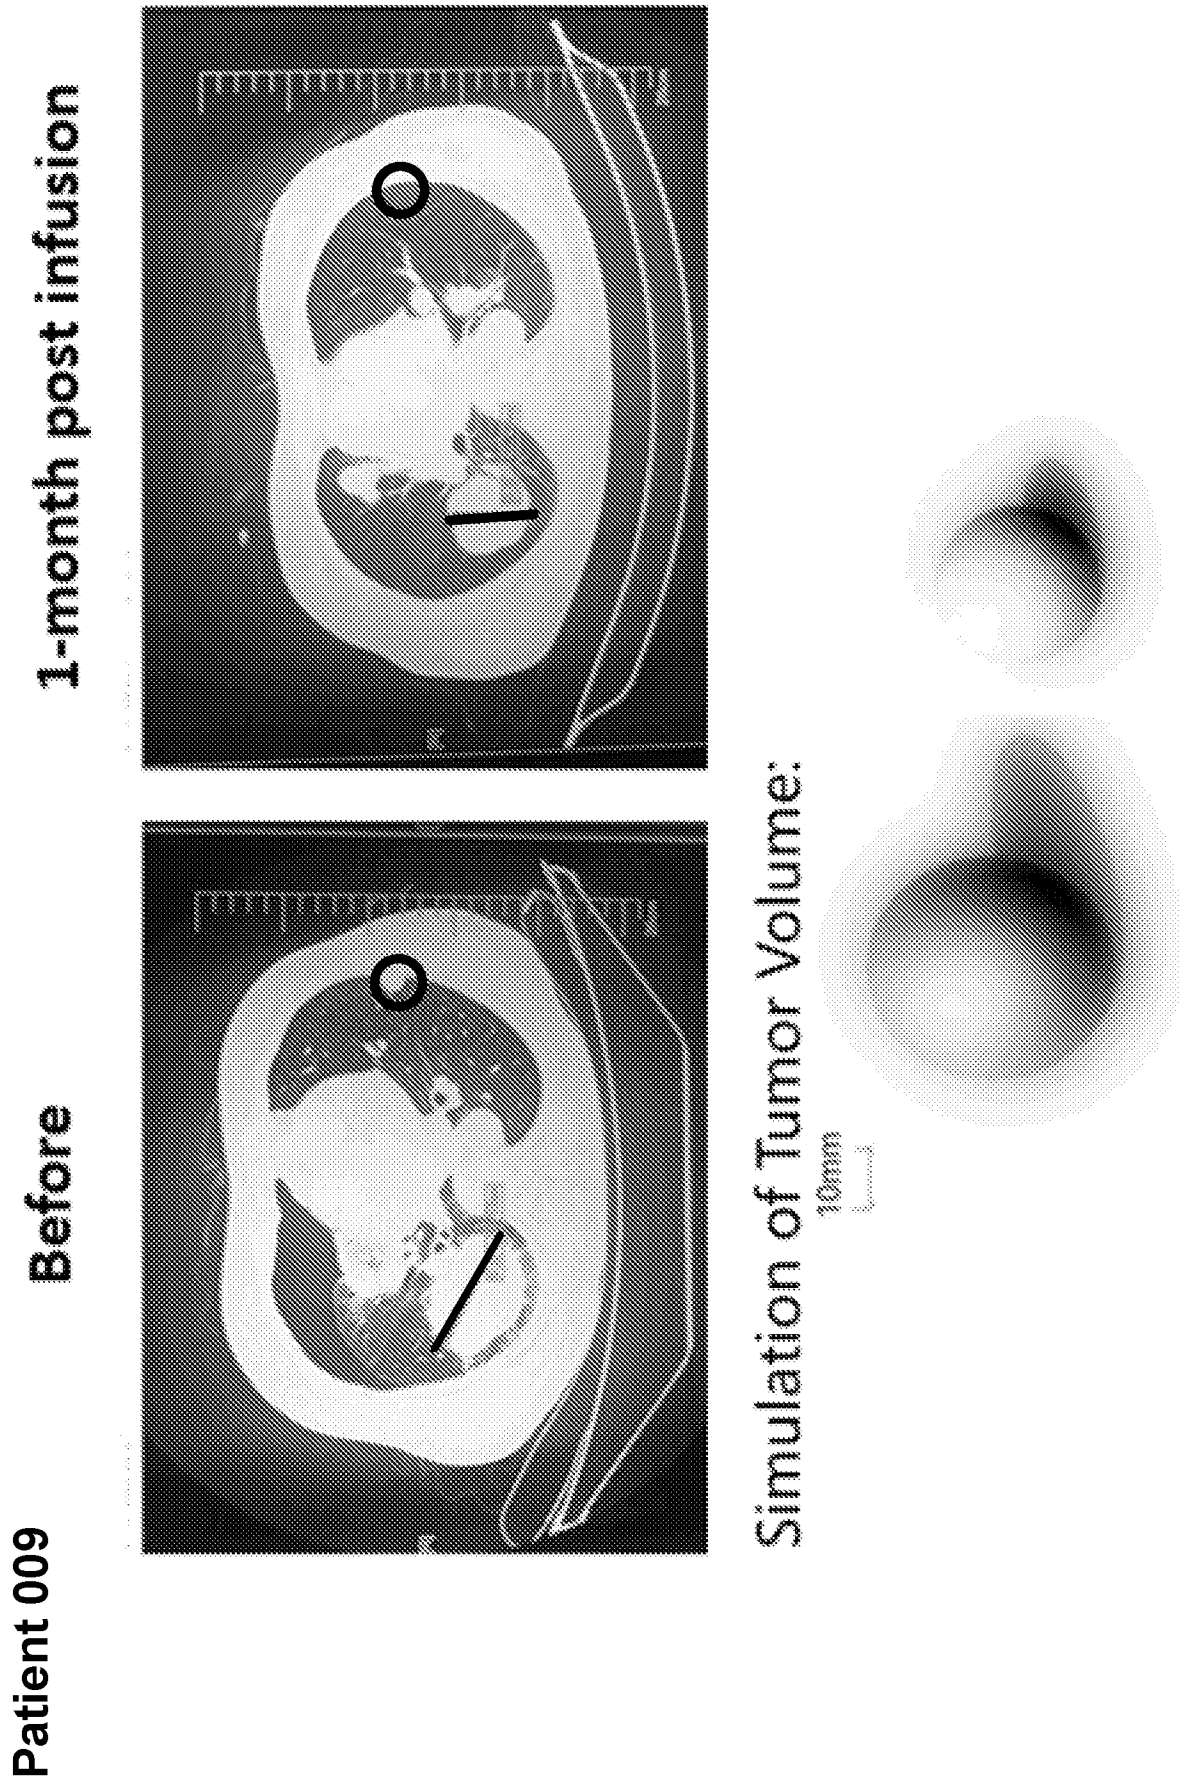 Patient 009
Before
1-month post infusion
Simulation of Tumor Volume:
10mm